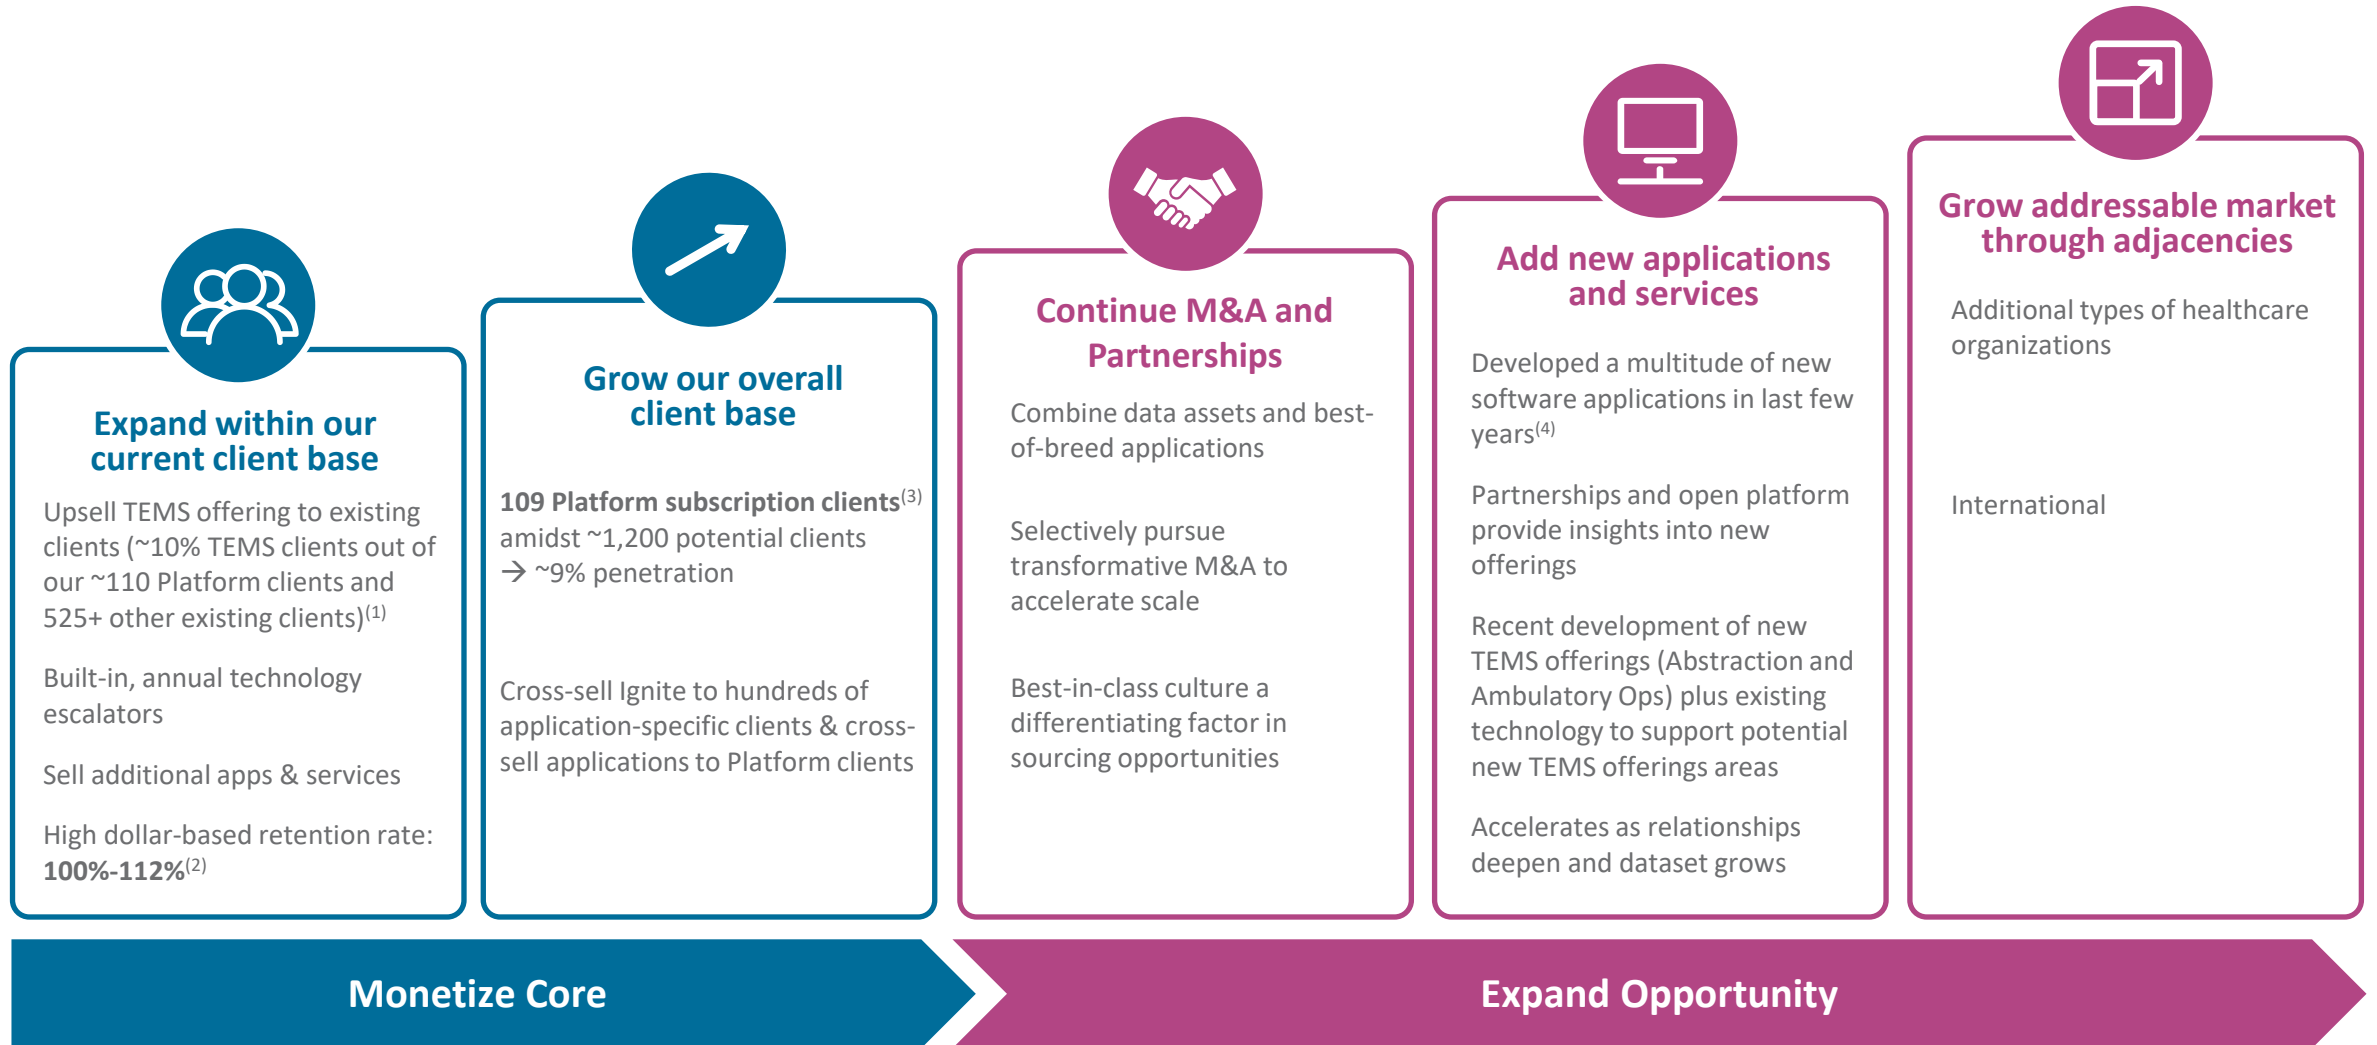 Expand within our
current client base
Upsell TEMS offering to existing
clients (~10% TEMS clients out of
our ~110 Platform clients and
525+ other existing clients)(1)
Built-in, annual technology
escalators
Sell additional apps & services
High dollar-based retention rate:
100%-112%(2)
Grow our overall
client base
109 Platform subscription clients(3)
amidst ~1,200 potential clients
→ ~9% penetration
Cross-sell Ignite to hundreds of
application-specific clients & cross-
sell applications to Platform clients
Continue M&A and
Partnerships
Combine data assets and best-
of-breed applications
Selectively pursue
transformative M&A to
accelerate scale
Best-in-class culture a
differentiating factor in
sourcing opportunities
Add new applications
and services
Developed a multitude of new
software applications in last few
years(4)
Partnerships and open platform
provide insights into new
offerings
Recent development of new
TEMS offerings (Abstraction and
Ambulatory Ops) plus existing
technology to support potential
new TEMS offerings areas
Accelerates as relationships
deepen and dataset grows
Grow addressable market
through adjacencies
Additional types of healthcare
organizations
International
Monetize Core
Expand Opportunity